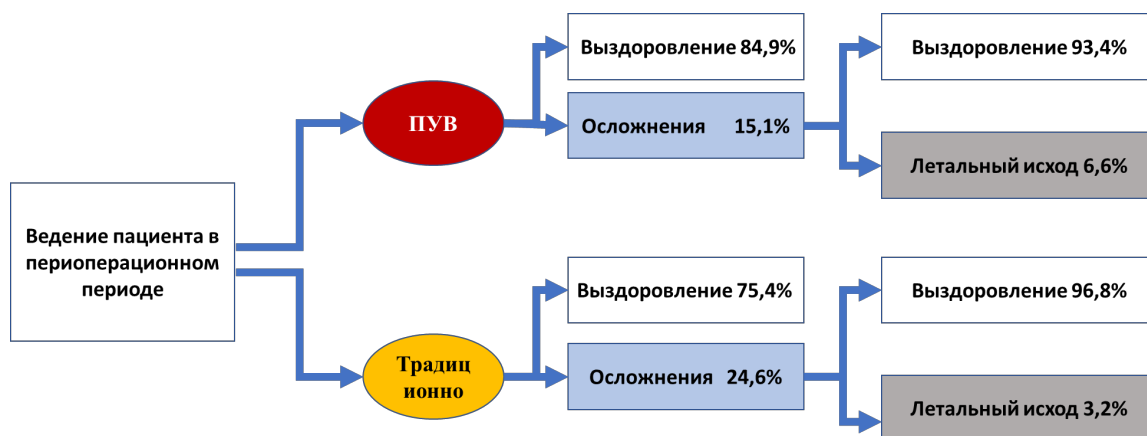 Ведение пациента в
периоперационном
периоде
ПУВ
Выздоровление 84,9%
Осложнения 15,1%
Выздоровление 93,4%
Летальный исход 6,6%
Традиц
ионно
Выздоровление 75,4%
Осложнения 24,6%
Выздоровление 96,8%
Летальный исход 3,2%